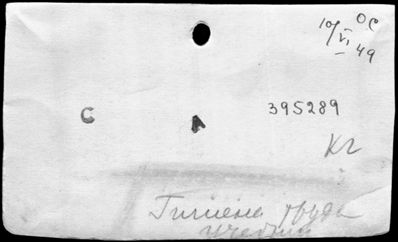 ОС
10/VI 49
С
А
395289
Кг
Гигиена труда